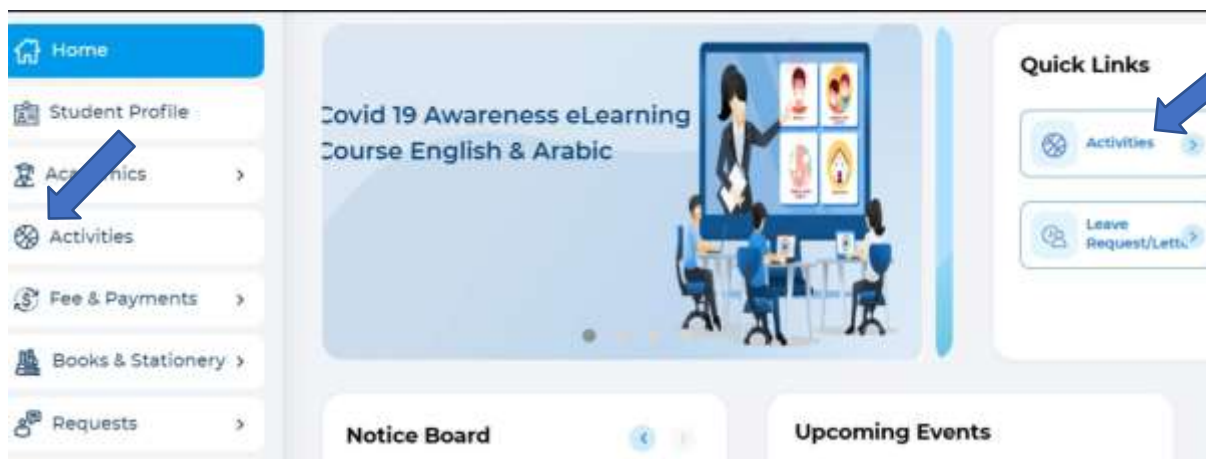 Home
Student Profile
Academics
Activities
Fee & Payments
Books & Stationery
Requests
Covid 19 Awareness eLearning
Course English & Arabic
Quick Links
Activities
Leave
Request/Lett
Notice Board
Upcoming Events